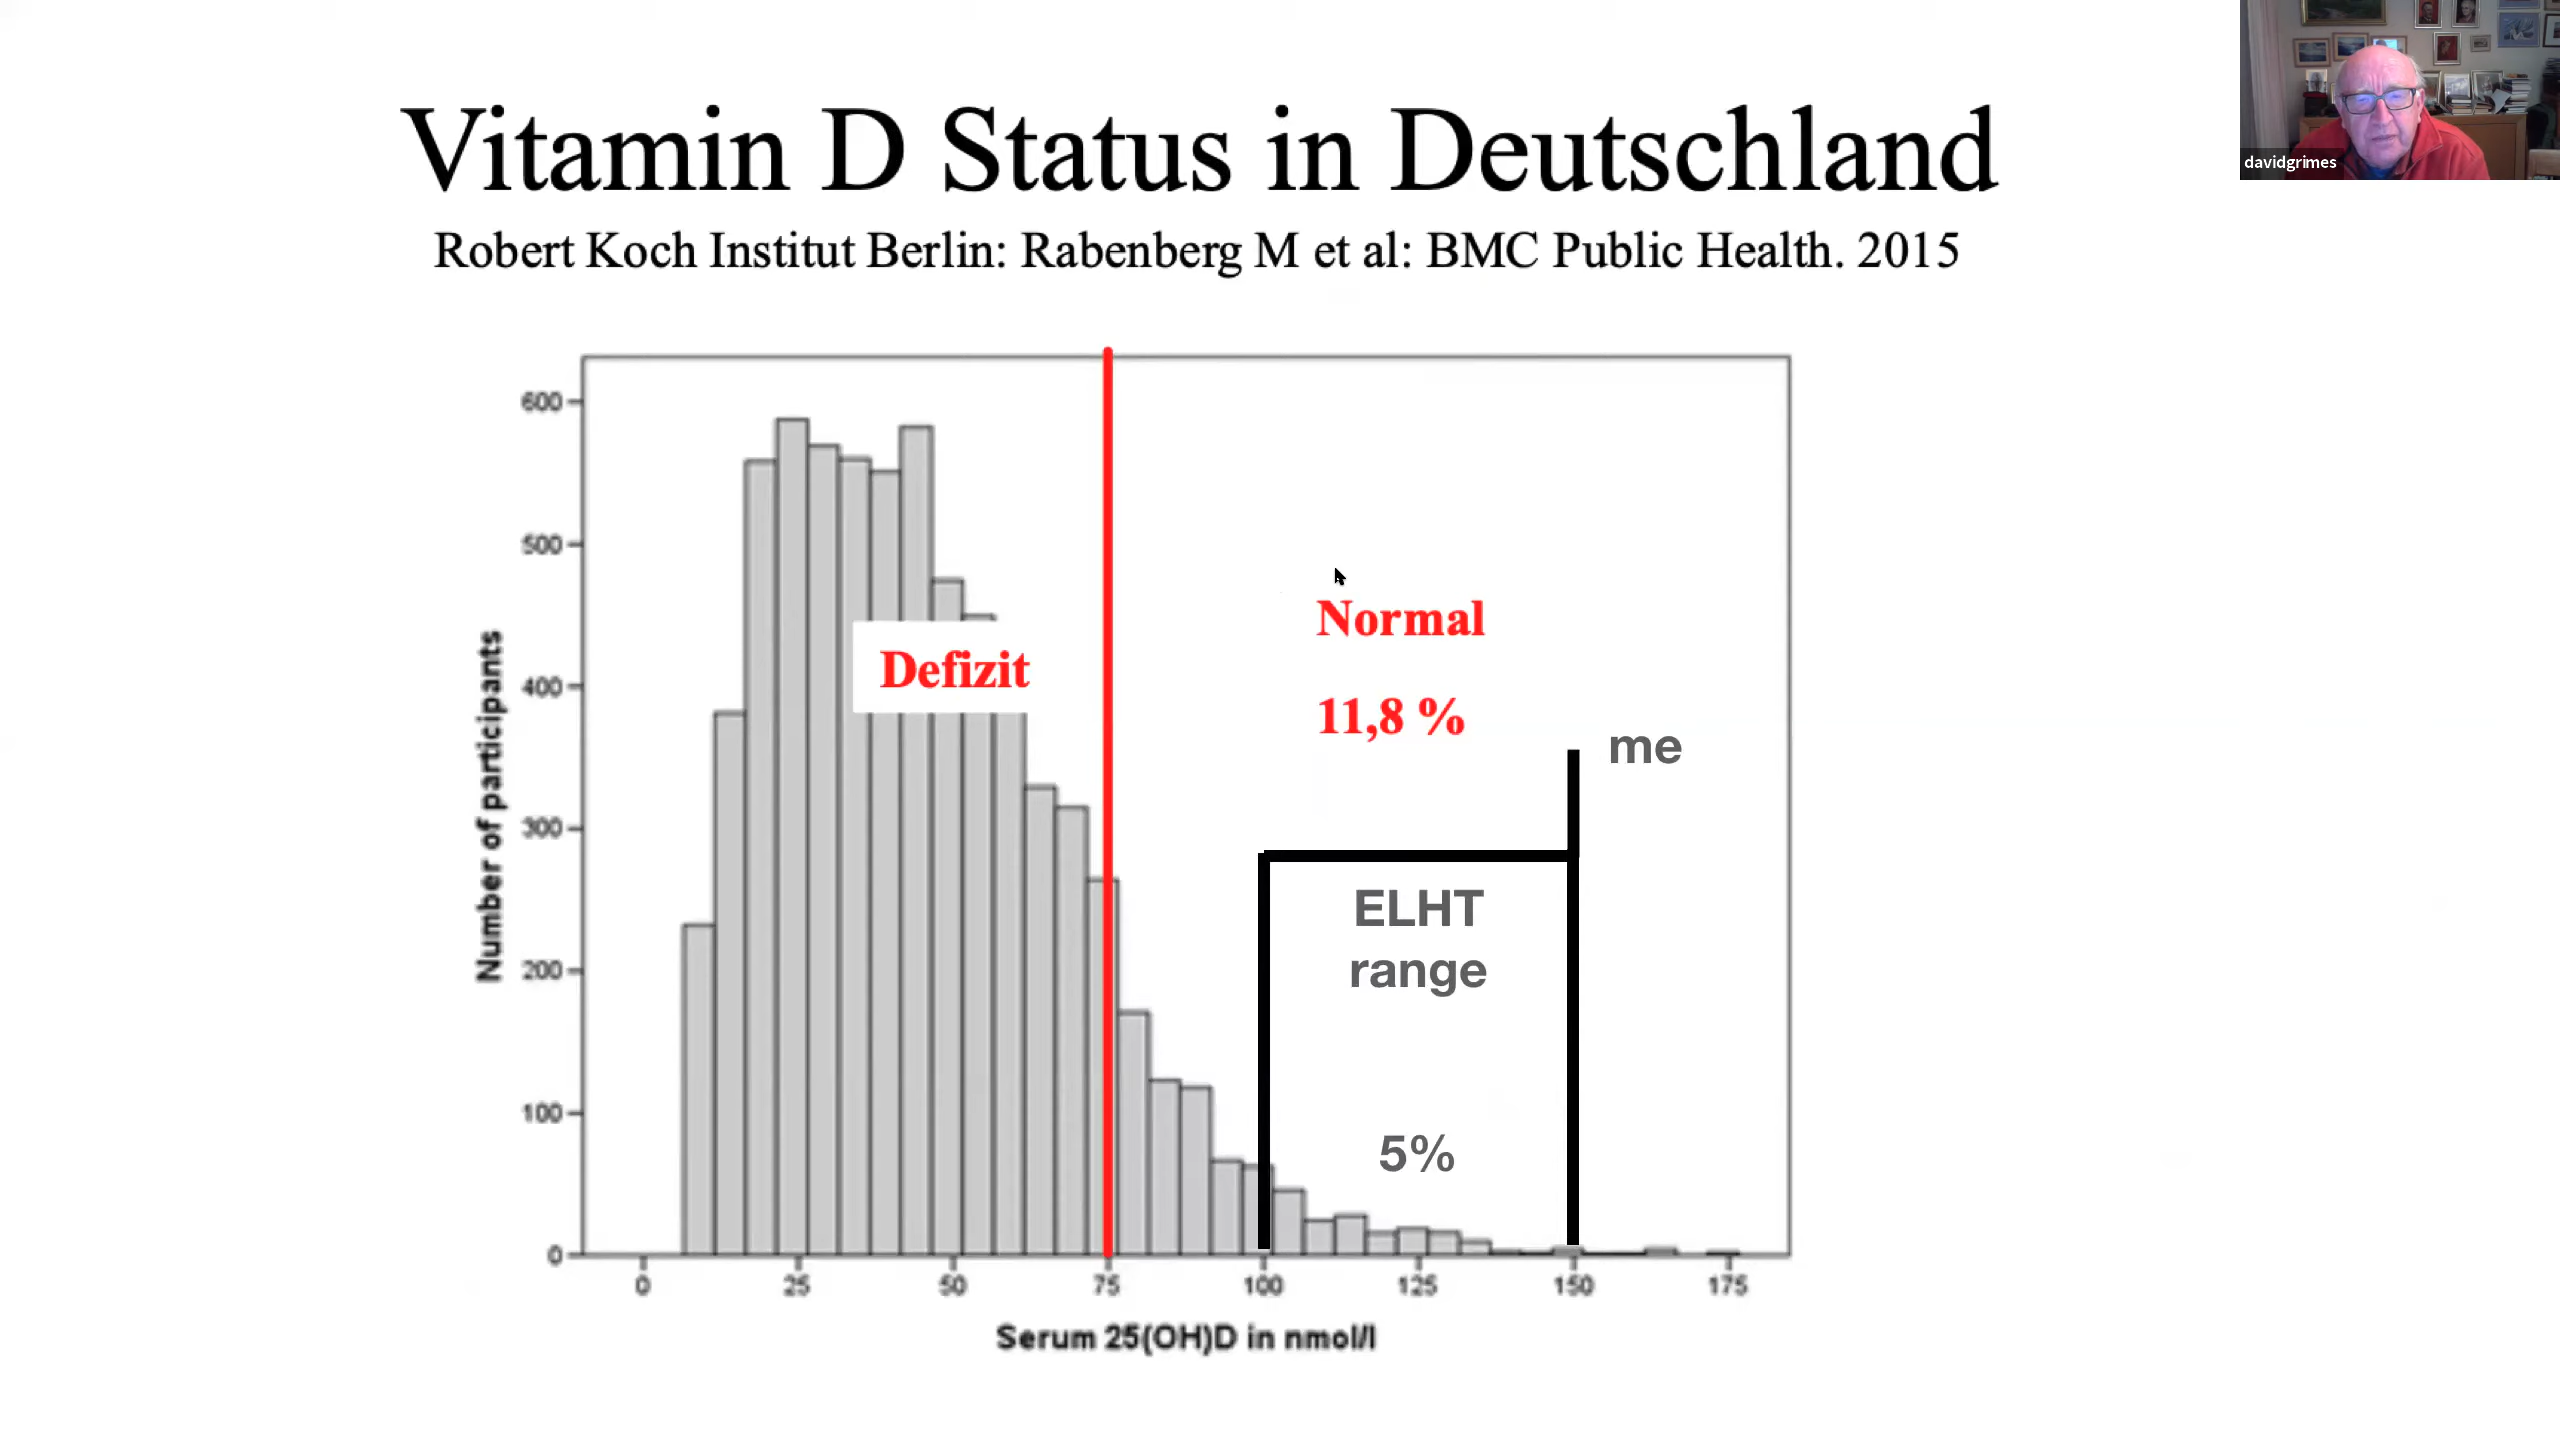 Vitamin D Status in Deutschland
davidgrimes
Robert Koch Institut Berlin: Rabenberg M et al: BMC Public Health. 2015
600
500
400
300
200
100
0
Number of participants
Defizit
Normal
11,8 %
me
ELHT
range
5%
0 25 50 75 100 125 150 175
Serum 25(OH)D in nmol/l